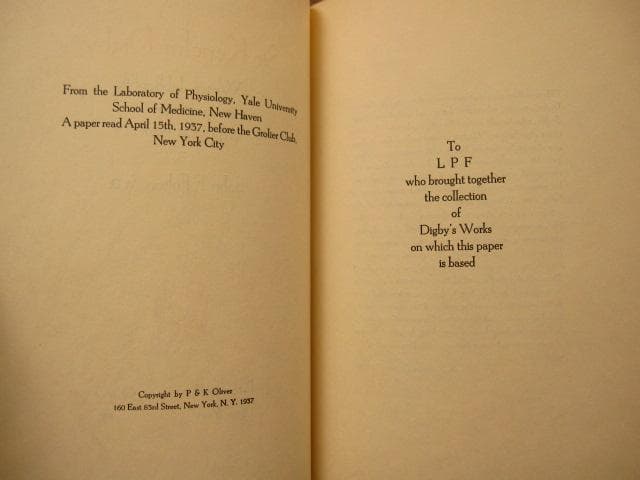 From the Laboratory of Physiology, Yale University
School of Medicine, New Haven
A paper read April 15th, 1937, before the Grolier Club,
New York City
Copyright by P & K Oliver
160 East 83rd Street, New York, N. Y. 1937
To
L P F
who brought together
the collection
of
Digby's Works
on which this paper
is based